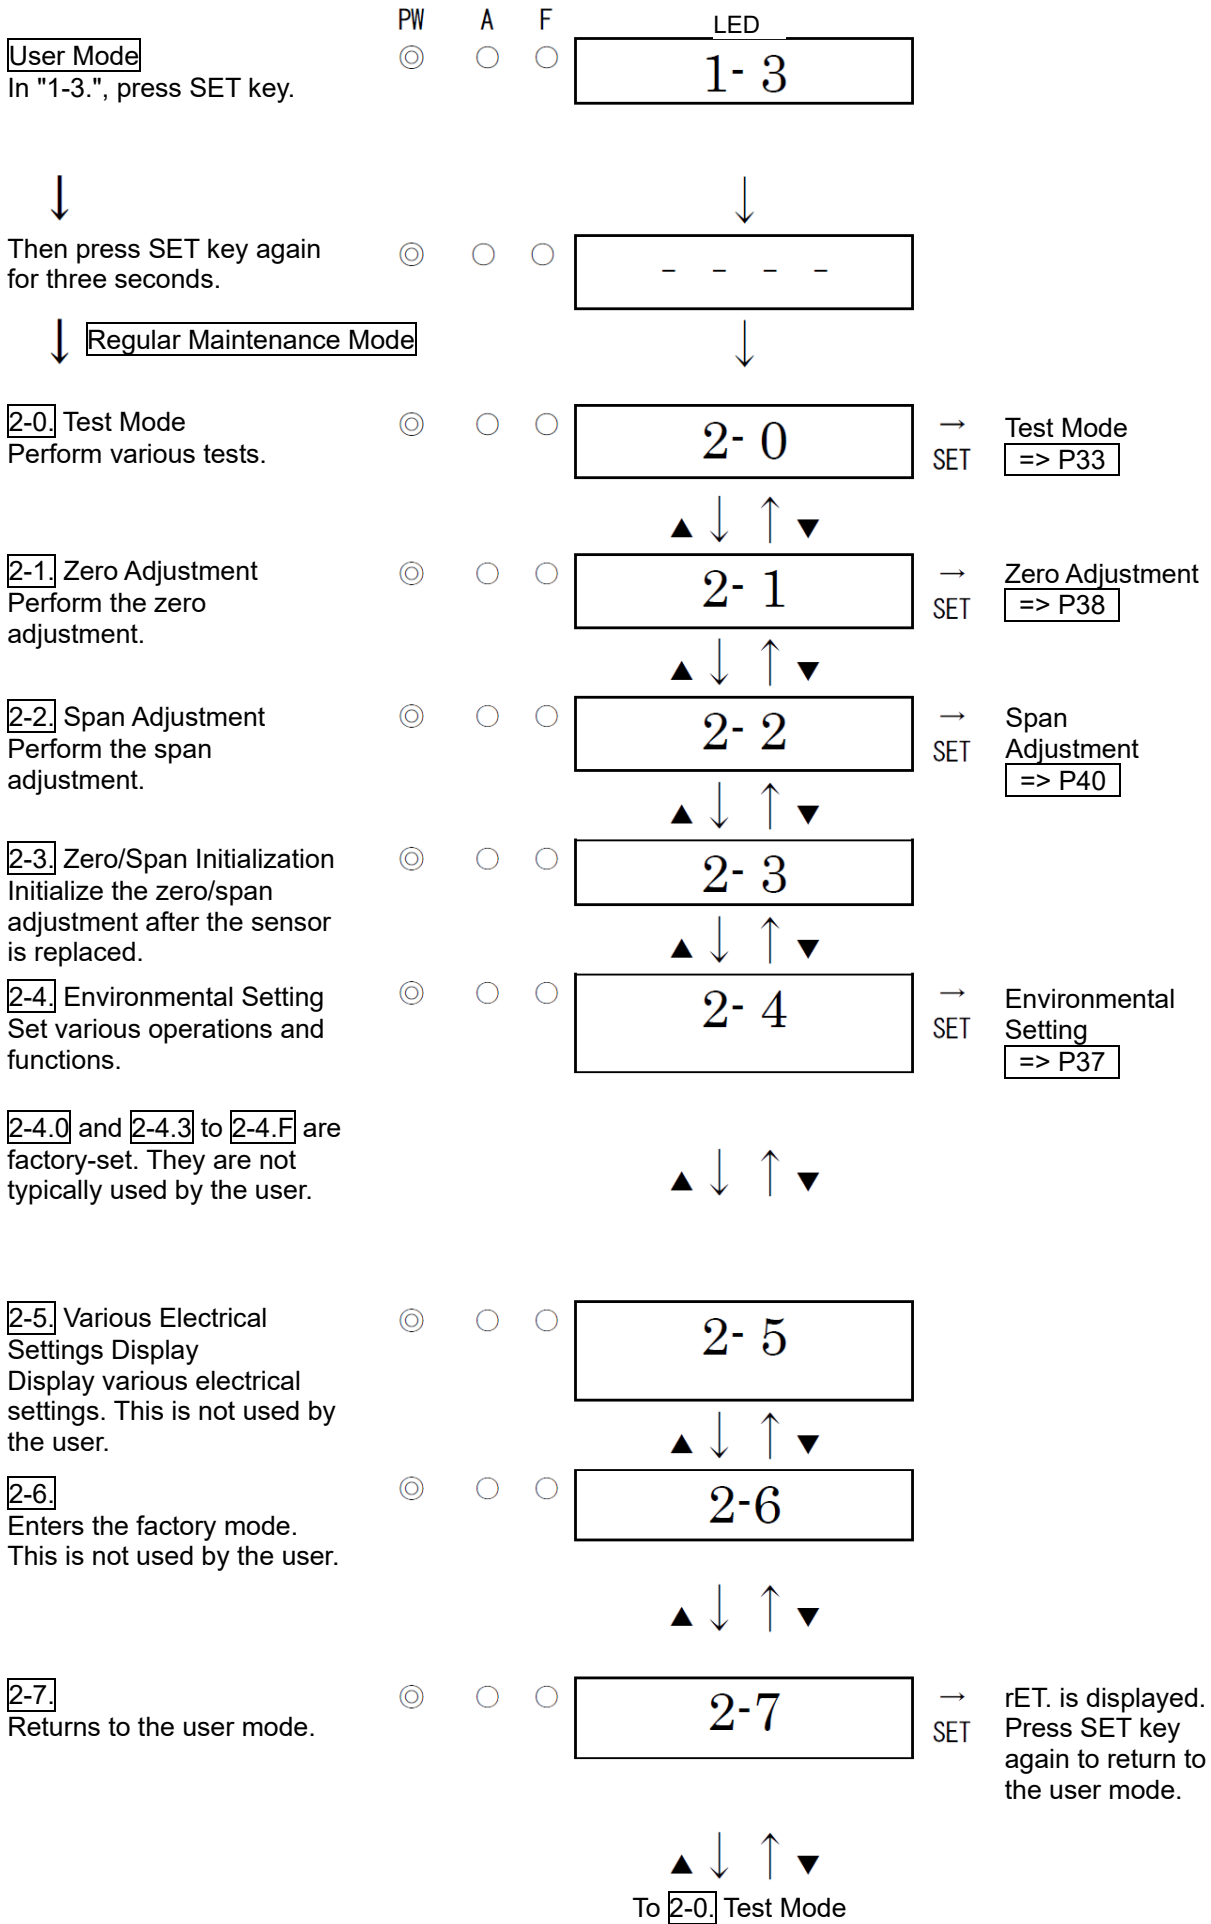 PW A F LED
User Mode
In "1-3.", press SET key.
◎ ○ ○ 1- 3
↓ ↓
Then press SET key again
for three seconds.
◎ ○ ○ - - - -
↓ Regular Maintenance Mode ↓
2-0. Test Mode
Perform various tests.
◎ ○ ○ 2- 0
→
SET
Test Mode
=> P33
▲ ↓ ↑ ▼
2-1. Zero Adjustment
Perform the zero
adjustment.
◎ ○ ○ 2- 1
→
SET
Zero Adjustment
=> P38
▲ ↓ ↑ ▼
2-2. Span Adjustment
Perform the span
adjustment.
◎ ○ ○ 2- 2
→
SET
Span
Adjustment
=> P40
▲ ↓ ↑ ▼
2-3. Zero/Span Initialization
Initialize the zero/span
adjustment after the sensor
is replaced.
◎ ○ ○ 2- 3
▲ ↓ ↑ ▼
2-4. Environmental Setting
Set various operations and
functions.
◎ ○ ○ 2- 4
→
SET
Environmental
Setting
=> P37
2-4.0 and 2-4.3 to 2-4.F are
factory-set. They are not
typically used by the user.
▲ ↓ ↑ ▼
2-5. Various Electrical
Settings Display
Display various electrical
settings. This is not used by
the user.
◎ ○ ○ 2- 5
▲ ↓ ↑ ▼
2-6.
Enters the factory mode.
This is not used by the user.
◎ ○ ○ 2-6
▲ ↓ ↑ ▼
2-7.
Returns to the user mode.
◎ ○ ○ 2-7
→
SET
rET. is displayed.
Press SET key
again to return to
the user mode.
▲ ↓ ↑ ▼
To 2-0. Test Mode